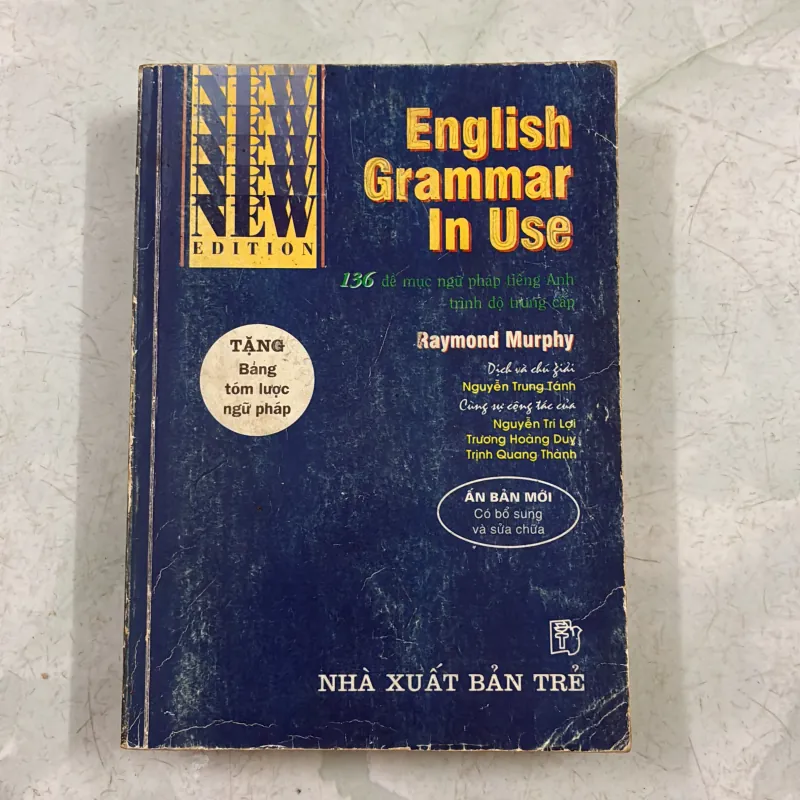 NEW
NEW
NEW
NEW
NEW
EDITION
English
Grammar
In Use
136 đề mục ngữ pháp tiếng Anh
trình độ trung cấp
Raymond Murphy
Dịch và chú giải
Nguyễn Trung Tánh
Cùng sự cộng tác của
Nguyễn Trí Lợi
Trương Hoàng Duy
Trịnh Quang Thành
TẶNG
Bảng
tóm lược
ngữ pháp
ẤN BẢN MỚI
Có bổ sung
và sửa chữa
NHÀ XUẤT BẢN TRẺ